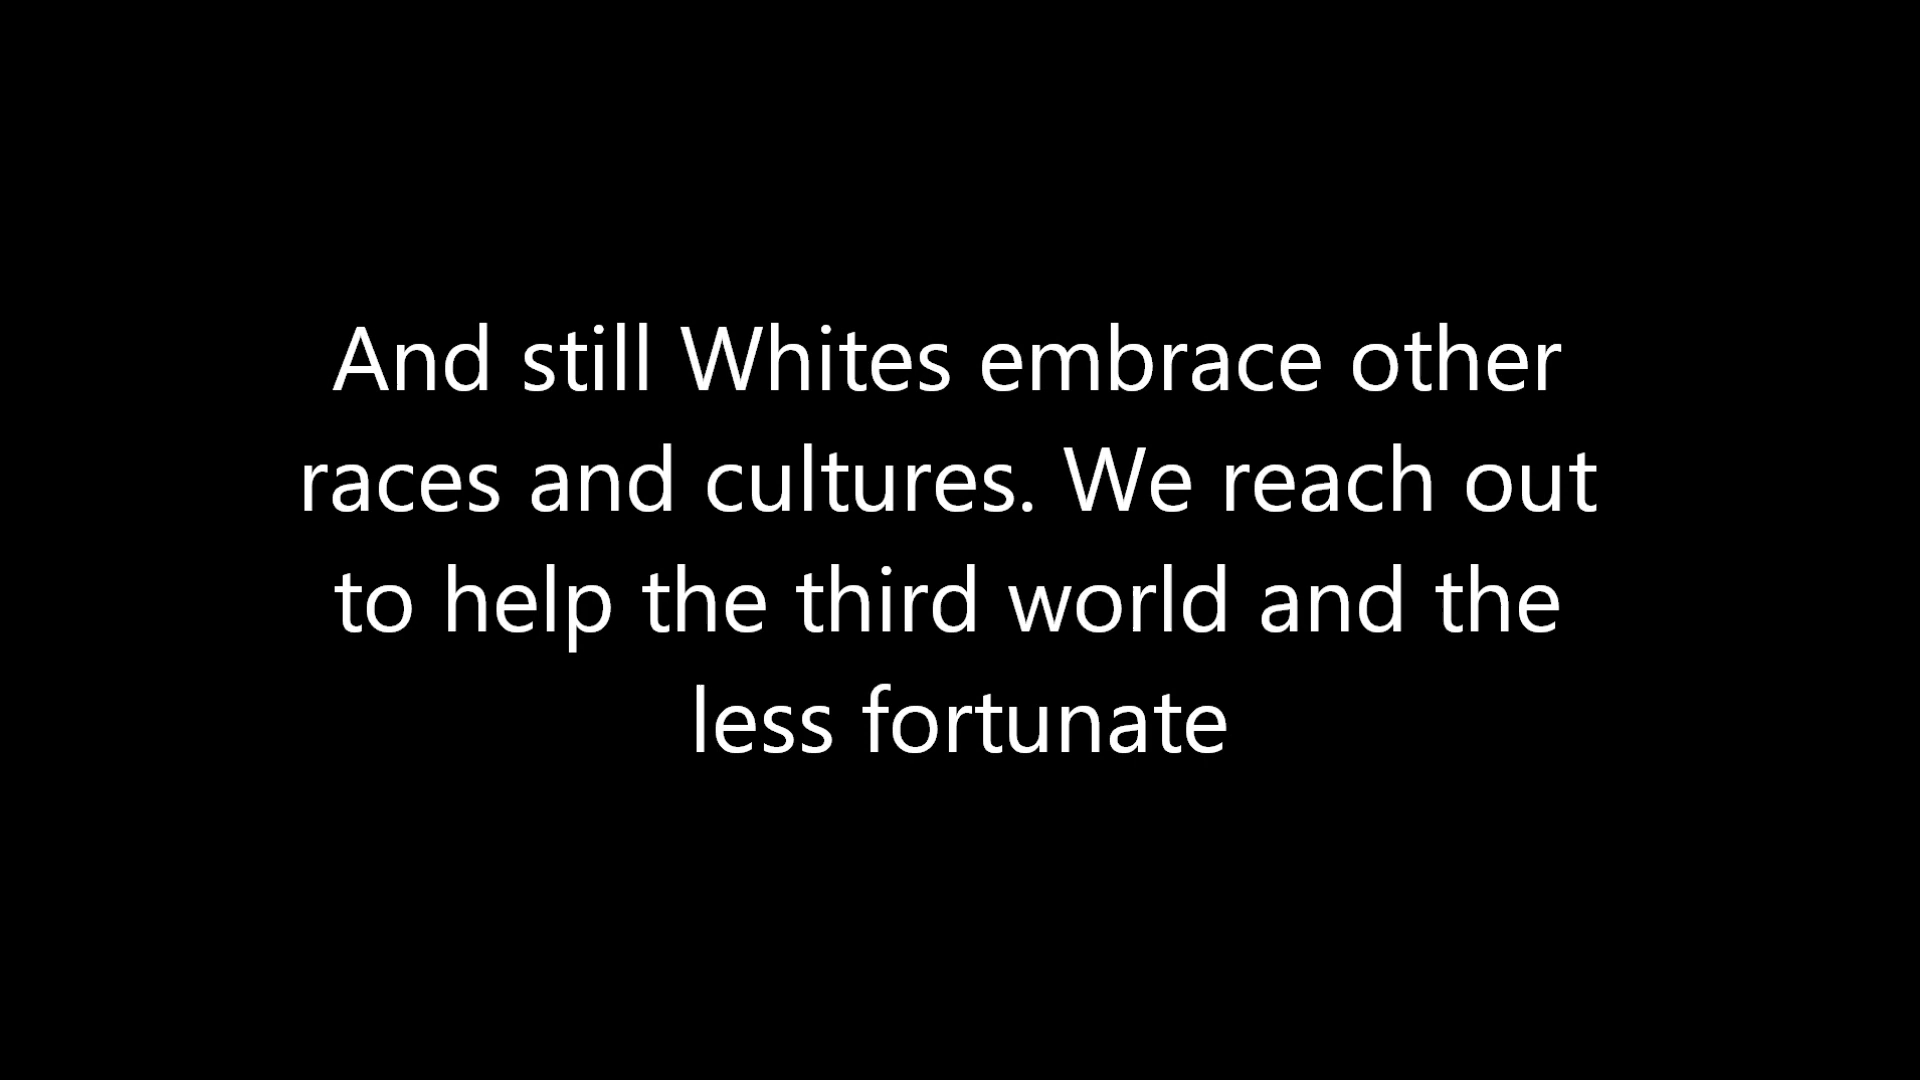 And still Whites embrace other
races and cultures. We reach out
to help the third world and the
less fortunate